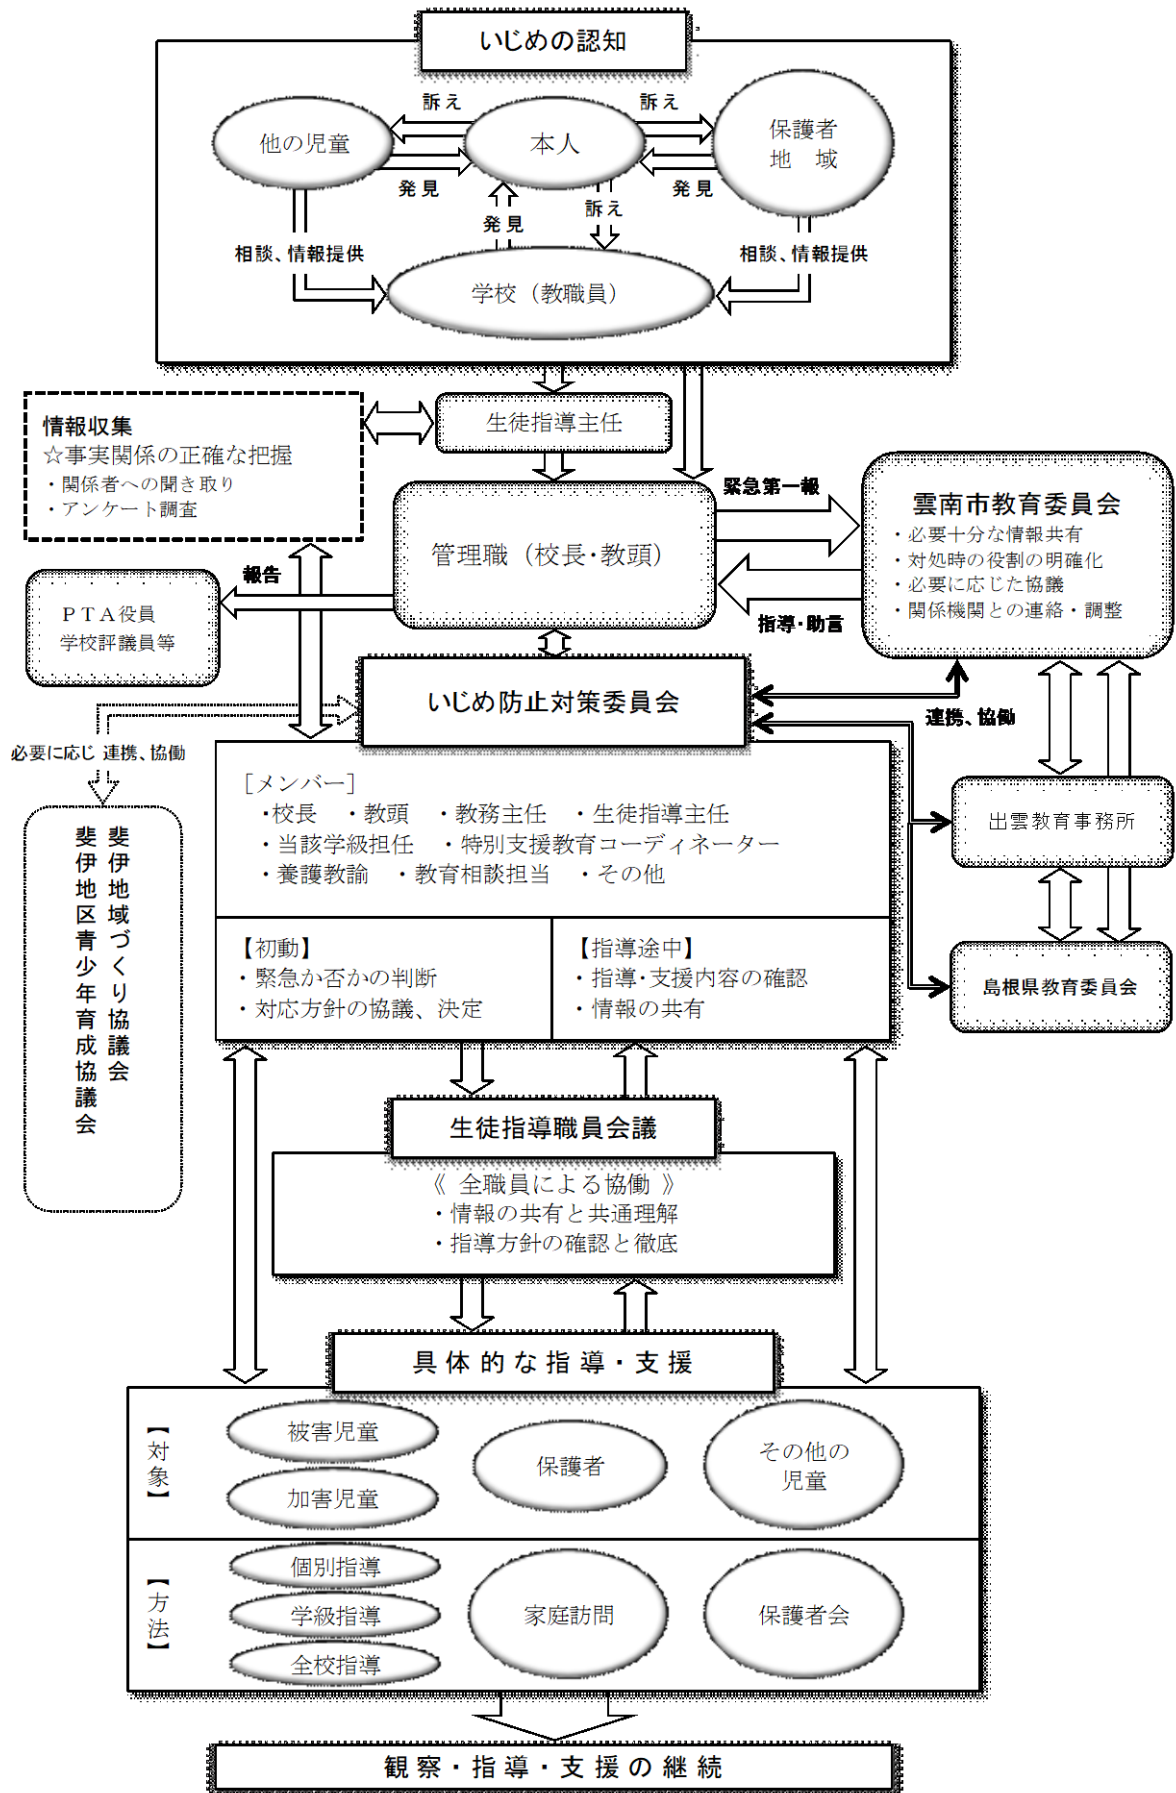 いじめの認知
訴え
訴え
他の児童
本人
保護者
地　域
発見
発見
発見
訴え
相談、情報提供
相談、情報提供
学校（教職員）
情報収集
☆事実関係の正確な把握
・関係者への聞き取り
・アンケート調査
生徒指導主任
管理職（校長・教頭）
緊急第一報
指導・助言
雲南市教育委員会
・必要十分な情報共有
・対処時の役割の明確化
・必要に応じた協議
・関係機関との連絡・調整
報告
ＰＴＡ役員
学校評議員等
いじめ防止対策委員会
連携、協働
必要に応じ 連携、協働
斐伊地域づくり協議会
斐伊地区青少年育成協議会
［メンバー］
・校長　・教頭　・教務主任　・生徒指導主任
・当該学級担任　・特別支援教育コーディネーター
・養護教諭　・教育相談担当　・その他
【初動】
・緊急か否かの判断
・対応方針の協議、決定
【指導途中】
・指導・支援内容の確認
・情報の共有
出雲教育事務所
島根県教育委員会
生徒指導職員会議
《 全職員による協働 》
・情報の共有と共通理解
・指導方針の確認と徹底
具体的な指導・支援
【対象】
被害児童
加害児童
保護者
その他の
児童
【方法】
個別指導
学級指導
全校指導
家庭訪問
保護者会
観察・指導・支援の継続